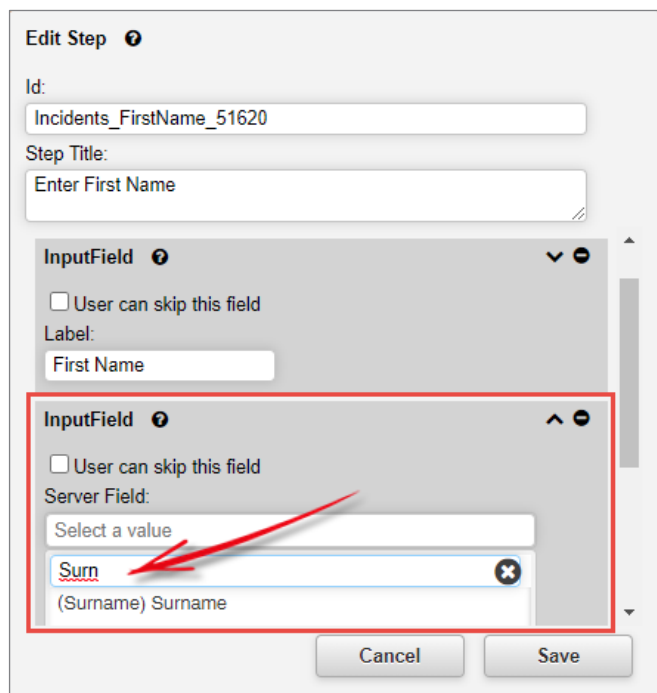 Edit Step
Id:
Incidents_FirstName_51620
Step Title:
Enter First Name
InputField
User can skip this field
Label:
First Name
InputField
User can skip this field
Server Field:
Select a value
Surn
(Surname) Surname
Cancel Save